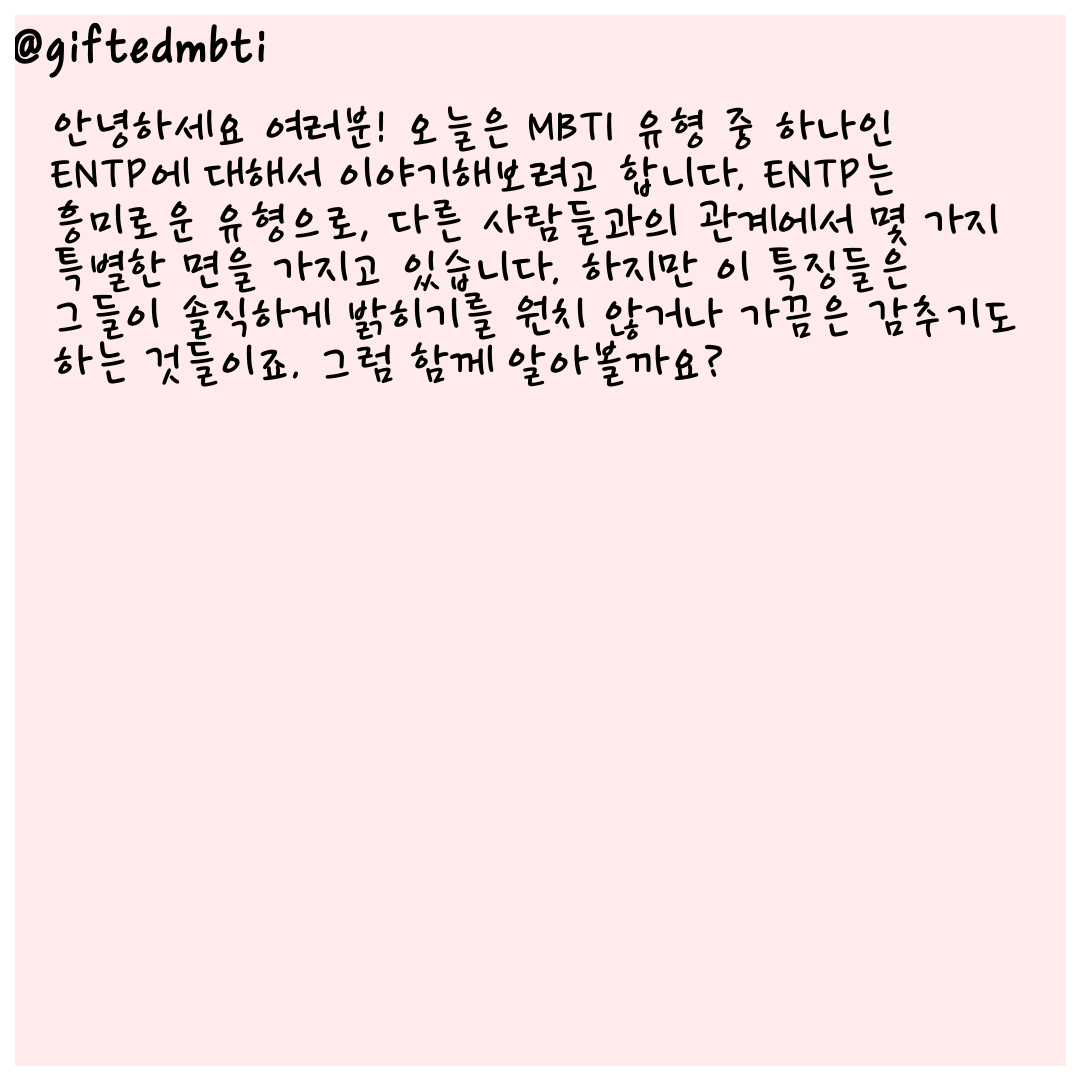 @giftedmbti
안녕하세요 여러분! 오늘은 MBTI 유형 중 하나인
ENTP에 대해서 이야기해보려고 합니다. ENTP는
흥미로운 유형으로, 다른 사람들과의 관계에서 몇 가지
특별한 면을 가지고 있습니다. 하지만 이 특징들은
그들이 솔직하게 밝히기를 원치 않거나 가끔은 감추기도
하는 것들이죠. 그럼 함께 알아볼까요?